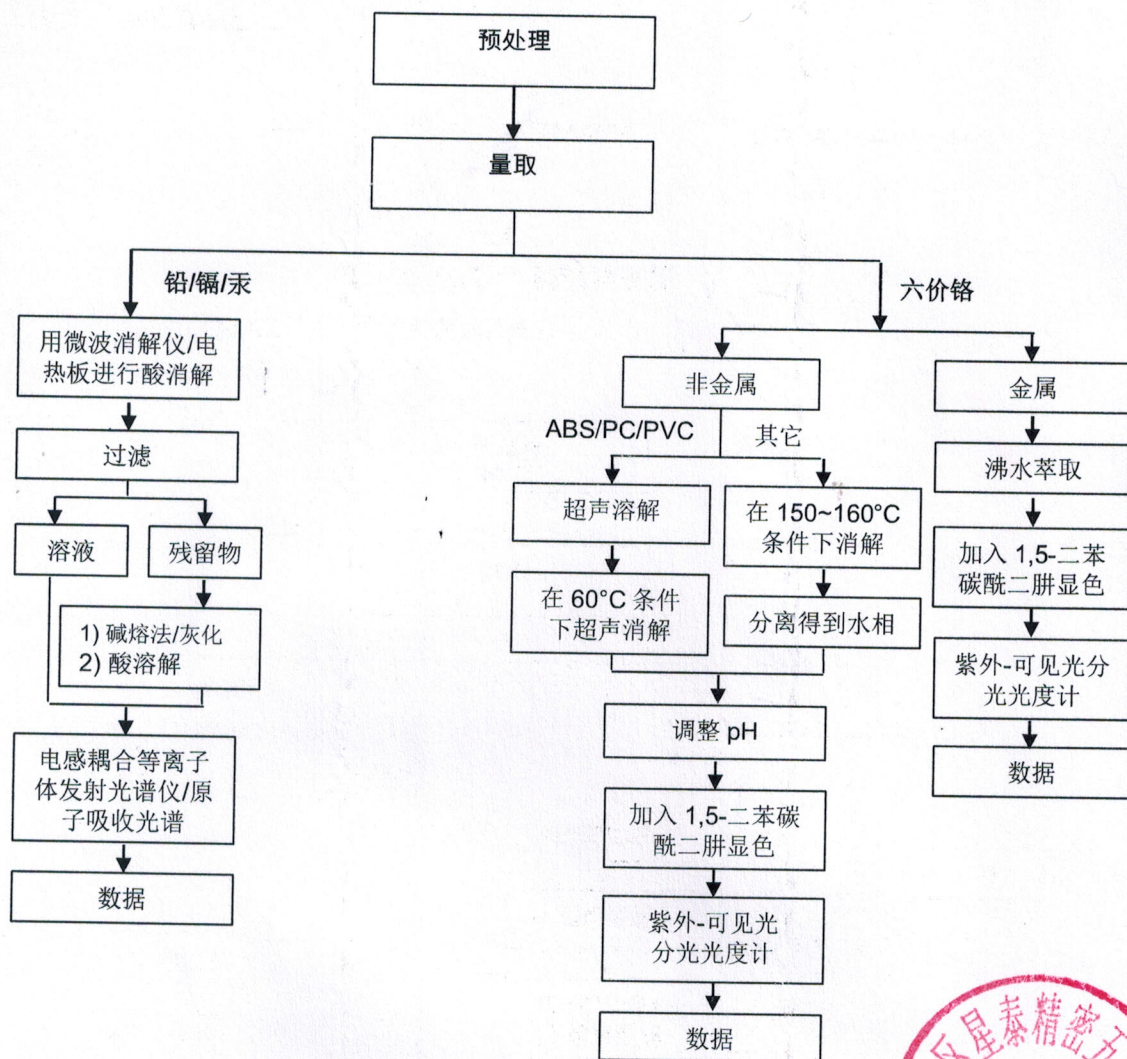 预处理
量取
铅/镉/汞
六价铬
用微波消解仪/电
热板进行酸消解
过滤
溶液
残留物
1) 碱熔法/灰化
2) 酸溶解
电感耦合等离子
体发射光谱仪/原
子吸收光谱
数据
非金属
ABS/PC/PVC
其它
超声溶解
在 60°C 条件
下超声消解
在 150~160°C
条件下消解
分离得到水相
调整 pH
加入 1,5-二苯碳
酰二肼显色
紫外-可见光
分光光度计
数据
金属
沸水萃取
加入 1,5-二苯
碳酰二肼显色
紫外-可见光分
光光度计
数据
星泰精密